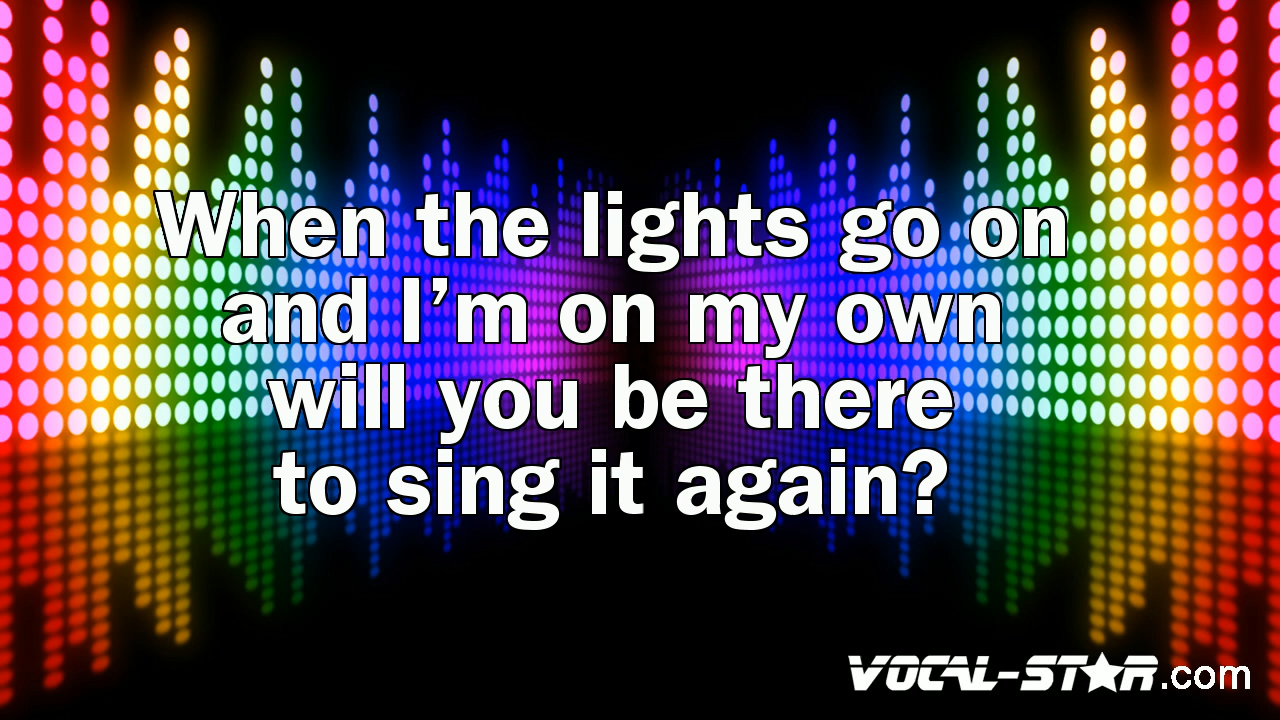 When the lights go on
and I’m on my own
will you be there
to sing it again?
VOCAL-STAR.com